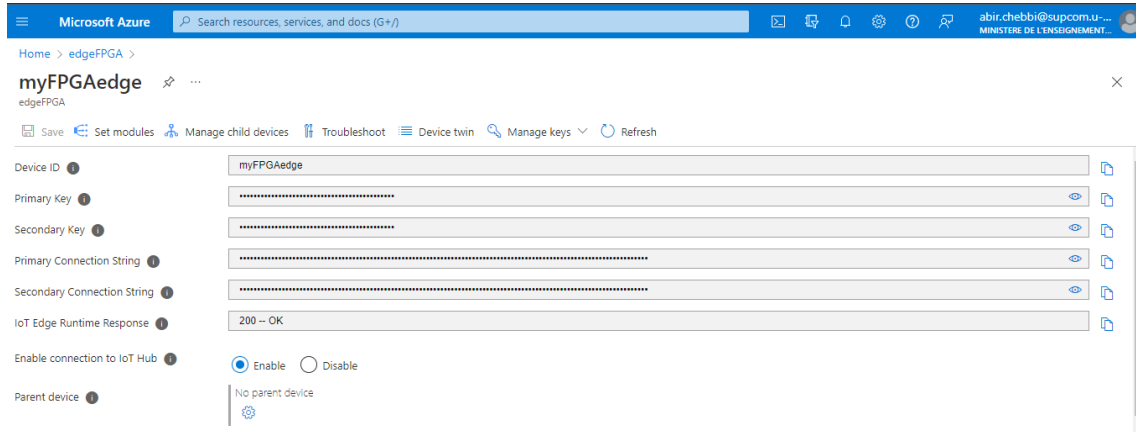 Microsoft Azure
Search resources, services, and docs (G+/)
abir.chebbi@supcom.u-...
MINISTERE DE L'ENSEIGNEMENT...
Home > edgeFPGA >
myFPGAedge
edgeFPGA
Save Set modules Manage child devices Troubleshoot Device twin Manage keys Refresh
Device ID myFPGAedge
Primary Key
Secondary Key
Primary Connection String
Secondary Connection String
IoT Edge Runtime Response 200 -- OK
Enable connection to IoT Hub Enable Disable
Parent device No parent device